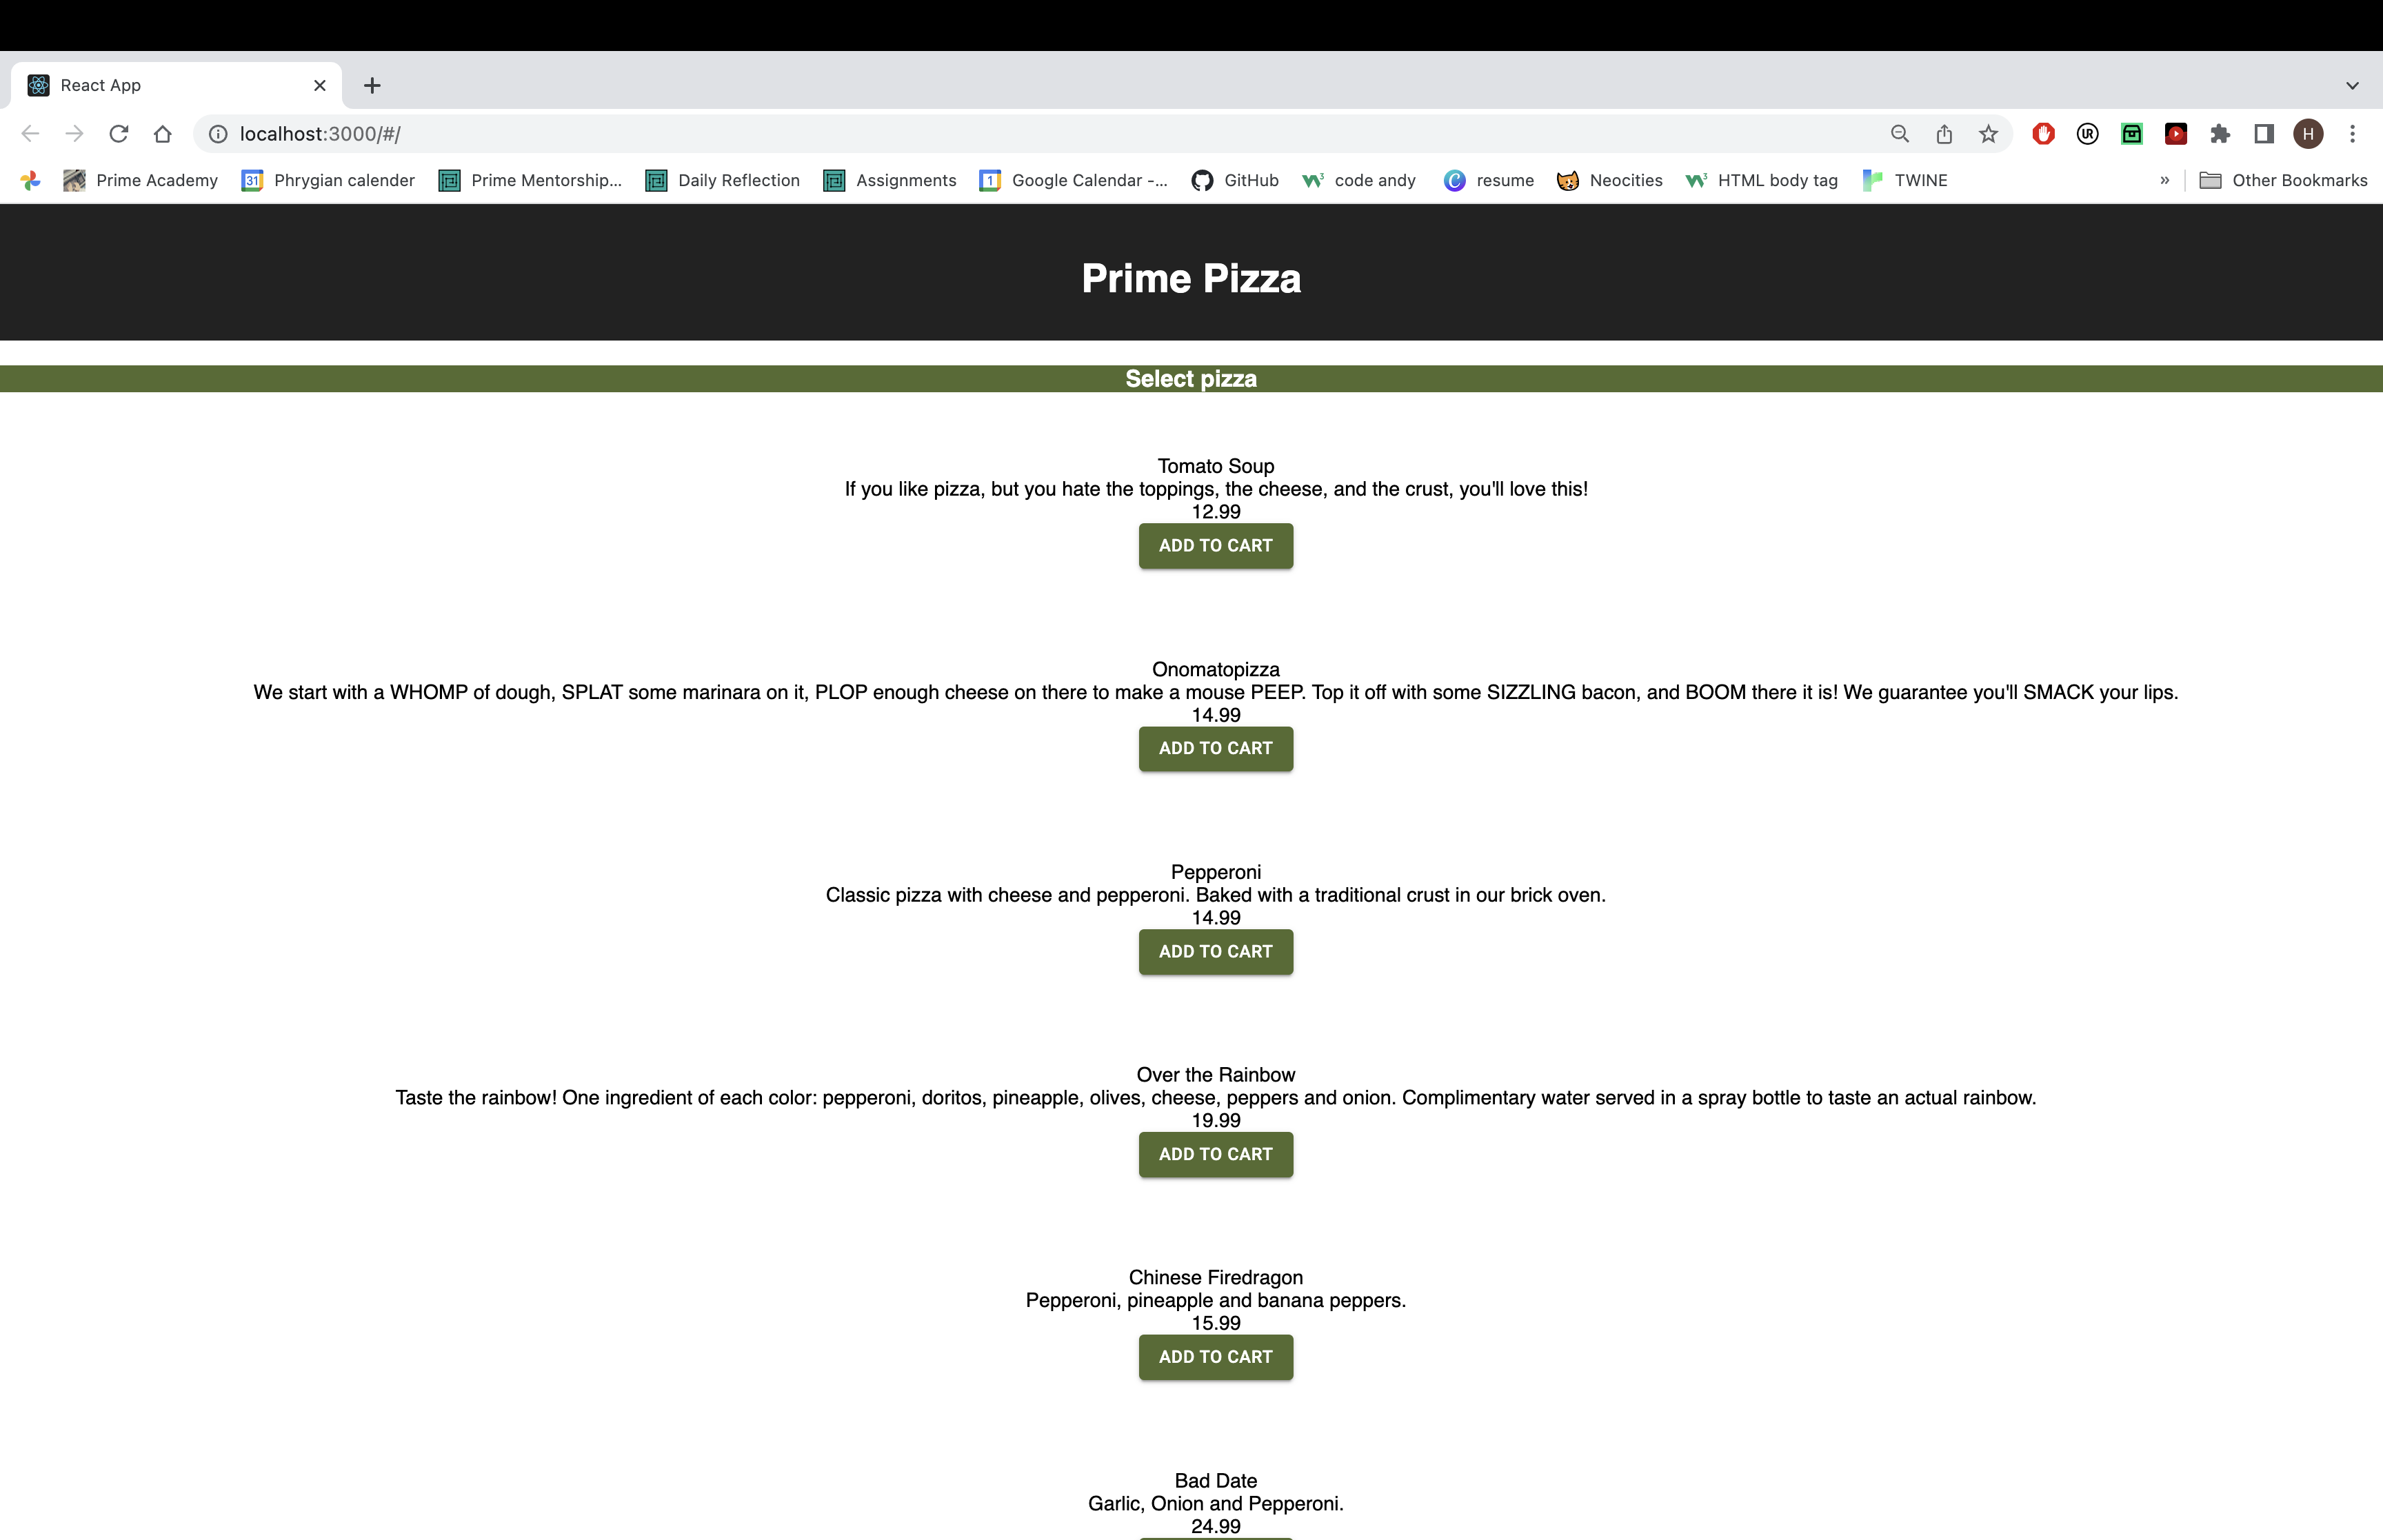 React App
localhost:3000/#/
H
Prime Academy
31 Phrygian calender
Prime Mentorship...
Daily Reflection
Assignments
1 Google Calendar -...
GitHub
code andy
resume
Neocities
HTML body tag
TWINE
»
Other Bookmarks
Prime Pizza
Select pizza
Tomato Soup
If you like pizza, but you hate the toppings, the cheese, and the crust, you'll love this!
12.99
ADD TO CART
Onomatopizza
We start with a WHOMP of dough, SPLAT some marinara on it, PLOP enough cheese on there to make a mouse PEEP. Top it off with some SIZZLING bacon, and BOOM there it is! We guarantee you'll SMACK your lips.
14.99
ADD TO CART
Pepperoni
Classic pizza with cheese and pepperoni. Baked with a traditional crust in our brick oven.
14.99
ADD TO CART
Over the Rainbow
Taste the rainbow! One ingredient of each color: pepperoni, doritos, pineapple, olives, cheese, peppers and onion. Complimentary water served in a spray bottle to taste an actual rainbow.
19.99
ADD TO CART
Chinese Firedragon
Pepperoni, pineapple and banana peppers.
15.99
ADD TO CART
Bad Date
Garlic, Onion and Pepperoni.
24.99